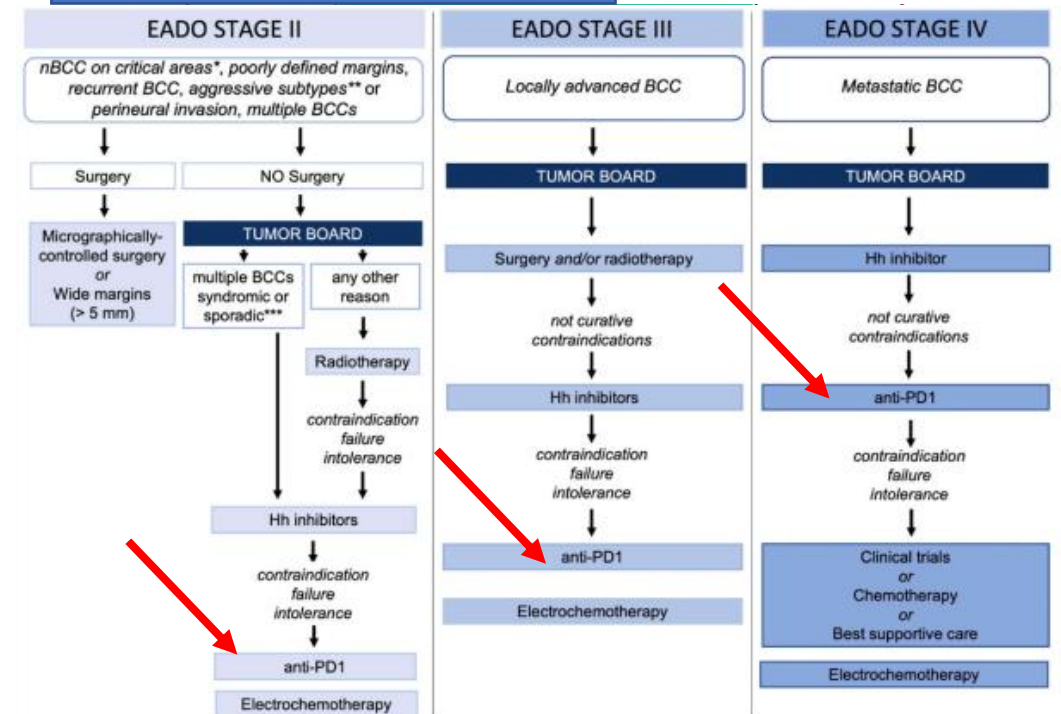 EADO STAGE II
nBCC on critical areas*, poorly defined margins,
recurrent BCC, aggressive subtypes** or
perineural invasion, multiple BCCs
Surgery
NO Surgery
Micrographically-
controlled surgery
or
Wide margins
(> 5 mm)
TUMOR BOARD
multiple BCCs
syndromic or
sporadic***
any other
reason
Radiotherapy
contraindication
failure
intolerance
Hh inhibitors
contraindication
failure
intolerance
anti-PD1
Electrochemotherapy
EADO STAGE III
Locally advanced BCC
TUMOR BOARD
Surgery and/or radiotherapy
not curative
contraindications
Hh inhibitors
contraindication
failure
intolerance
anti-PD1
Electrochemotherapy
EADO STAGE IV
Metastatic BCC
TUMOR BOARD
Hh inhibitor
not curative
contraindications
anti-PD1
contraindication
failure
intolerance
Clinical trials
or
Chemotherapy
or
Best supportive care
Electrochemotherapy